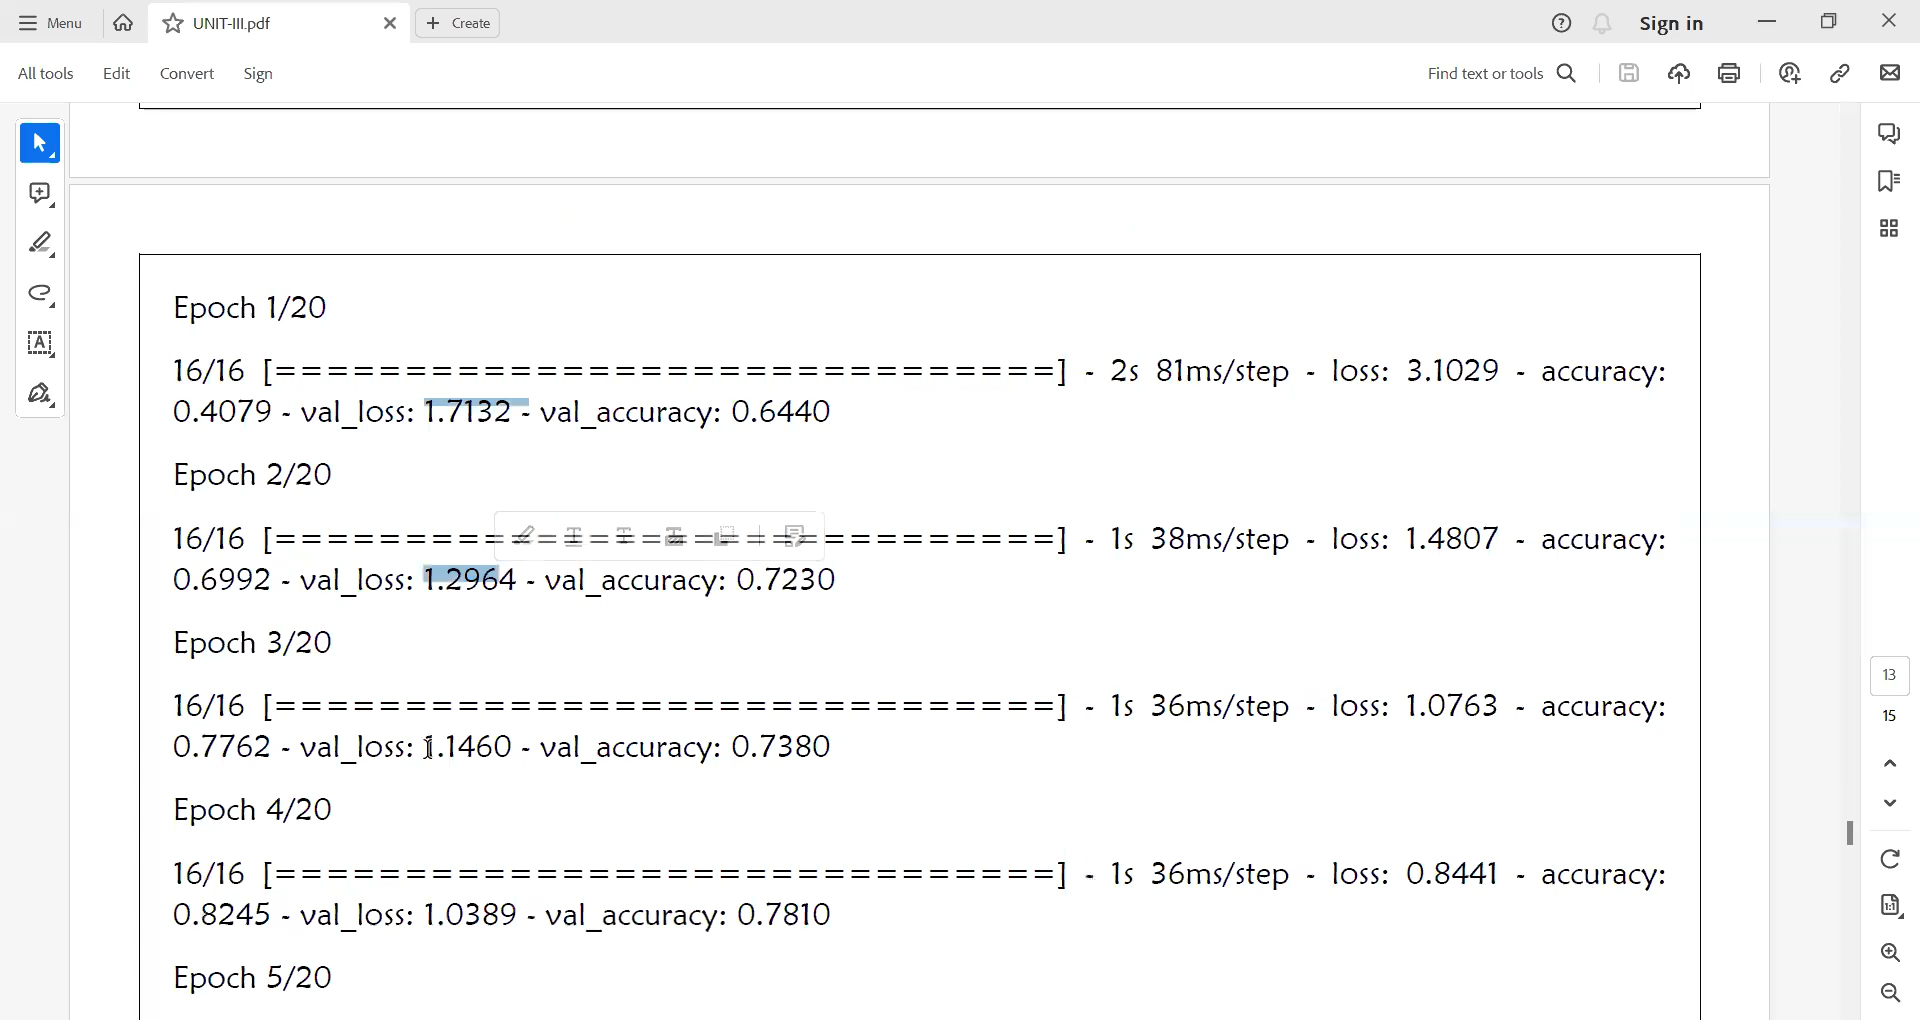 Menu
UNIT-III.pdf
Create
Sign in
All tools
Edit
Convert
Sign
Find text or tools
Epoch 1/20
16/16 [==============================] - 2s 81ms/step - loss: 3.1029 - accuracy:
0.4079 - val_loss: 1.7132 - val_accuracy: 0.6440
Epoch 2/20
16/16 [==============================] - 1s 38ms/step - loss: 1.4807 - accuracy:
0.6992 - val_loss: 1.2964 - val_accuracy: 0.7230
Epoch 3/20
16/16 [==============================] - 1s 36ms/step - loss: 1.0763 - accuracy:
0.7762 - val_loss: 1.1460 - val_accuracy: 0.7380
Epoch 4/20
16/16 [==============================] - 1s 36ms/step - loss: 0.8441 - accuracy:
0.8245 - val_loss: 1.0389 - val_accuracy: 0.7810
Epoch 5/20
13
15